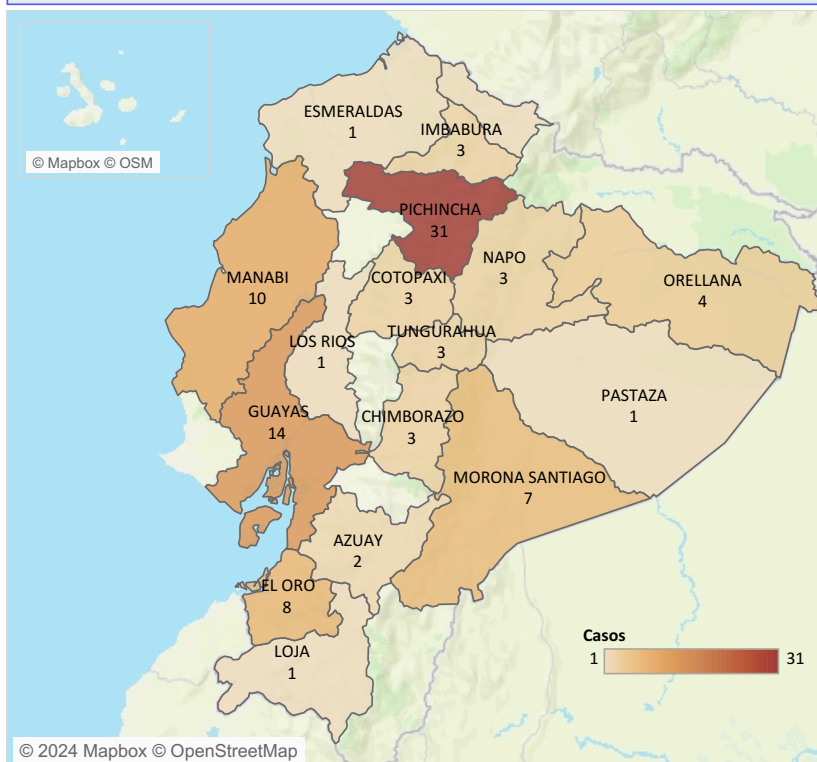 © Mapbox © OSM
ESMERALDAS
1
IMBABURA
3
PICHINCHA
31
NAPO
3
MANABI
10
COTOPAXI
3
ORELLANA
4
TUNGURAHUA
3
LOS RIOS
1
PASTAZA
1
GUAYAS
14
CHIMBORAZO
3
MORONA SANTIAGO
7
AZUAY
2
EL ORO
8
LOJA
1
Casos
1 31
© 2024 Mapbox © OpenStreetMap